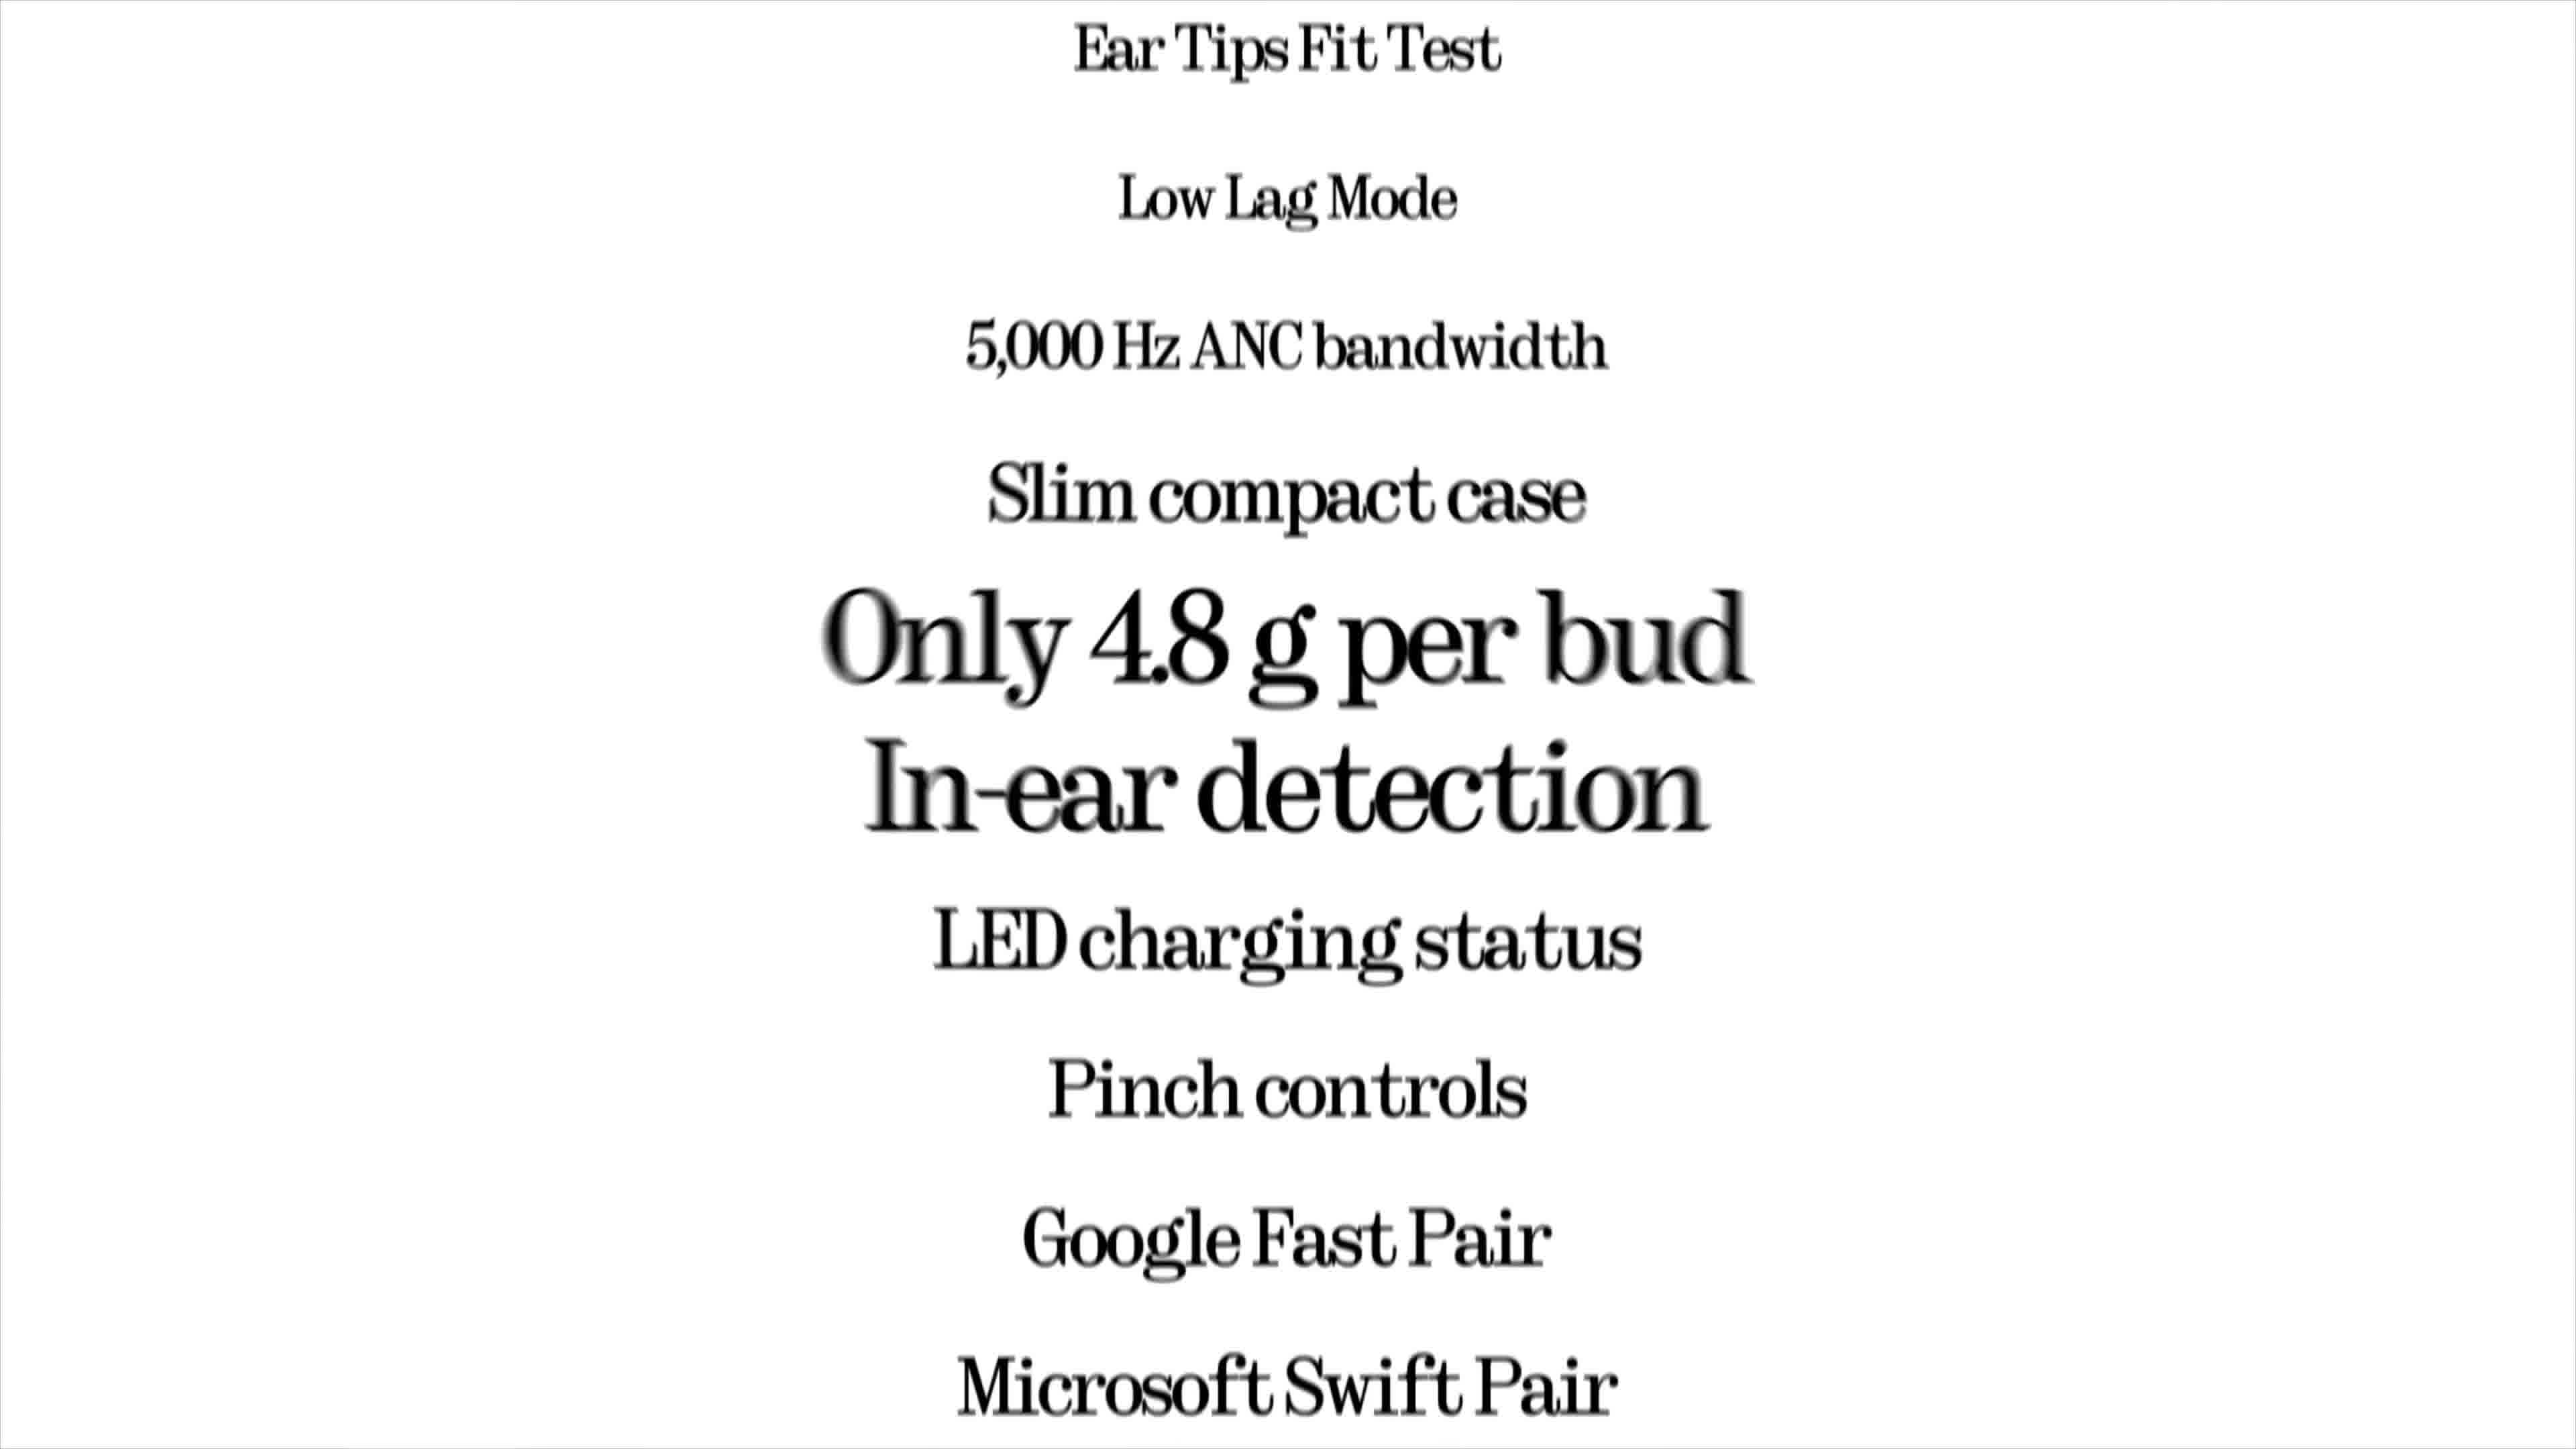 Ear Tips Fit Test
Low Lag Mode
5,000 Hz ANC bandwidth
Slim compact case
Only 4.8 g per bud
In-ear detection
LED charging status
Pinch controls
Google Fast Pair
Microsoft Swift Pair